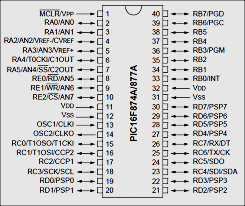 MCLR/VPP 1 40 RB7/PGD
RA0/AN0 2 39 RB6/PGC
RA1/AN1 3 38 RB5
RA2/AN2/VREF-/CVREF 4 37 RB4
RA3/AN3/VREF+ 5 36 RB3/PGM
RA4/T0CKI/C1OUT 6 35 RB2
RA5/AN4/SS/C2OUT 7 34 RB1
RE0/RD/AN5 8 33 RB0/INT
RE1/WR/AN6 9 32 VDD
RE2/CS/AN7 10 31 VSS
VDD 11 30 RD7/PSP7
VSS 12 29 RD6/PSP6
OSC1/CLKI 13 28 RD5/PSP5
OSC2/CLKO 14 27 RD4/PSP4
RC0/T1OSO/T1CKI 15 26 RC7/RX/DT
RC1/T1OSI/CCP2 16 25 RC6/TX/CK
RC2/CCP1 17 24 RC5/SDO
RC3/SCK/SCL 18 23 RC4/SDI/SDA
RD0/PSP0 19 22 RD3/PSP3
RD1/PSP1 20 21 RD2/PSP2
PIC16F874A/877A